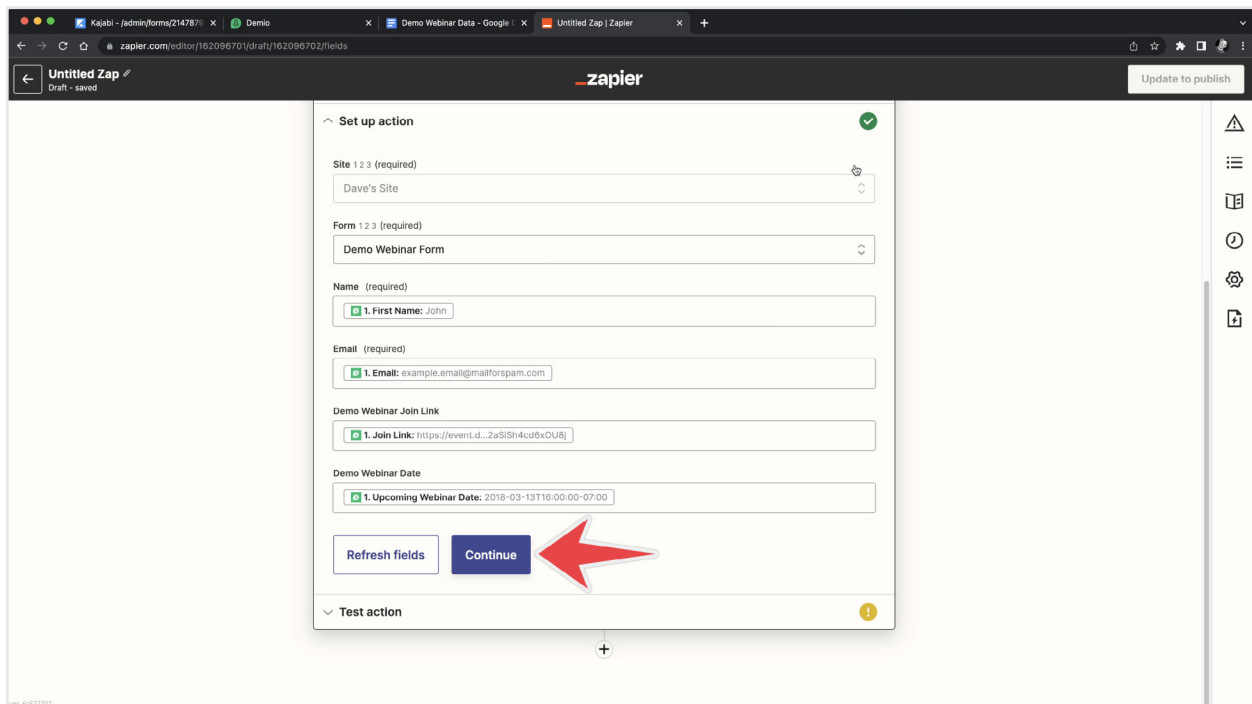 Kajabi - /admin/forms/2147879
Demio
Demo Webinar Data - Google
Untitled Zap | Zapier
zapier.com/editor/162096701/draft/162096702/fields
Untitled Zap
Draft - saved
_zapier
Update to publish
Set up action
Site 1 2 3 (required)
Dave's Site
Form 1 2 3 (required)
Demo Webinar Form
Name (required)
1. First Name: John
Email (required)
1. Email: example.email@mailforspam.com
Demo Webinar Join Link
1. Join Link: https://event.d...2aSiSh4cd6xOU8j
Demo Webinar Date
1. Upcoming Webinar Date: 2018-03-13T16:00:00-07:00
Refresh fields
Continue
Test action